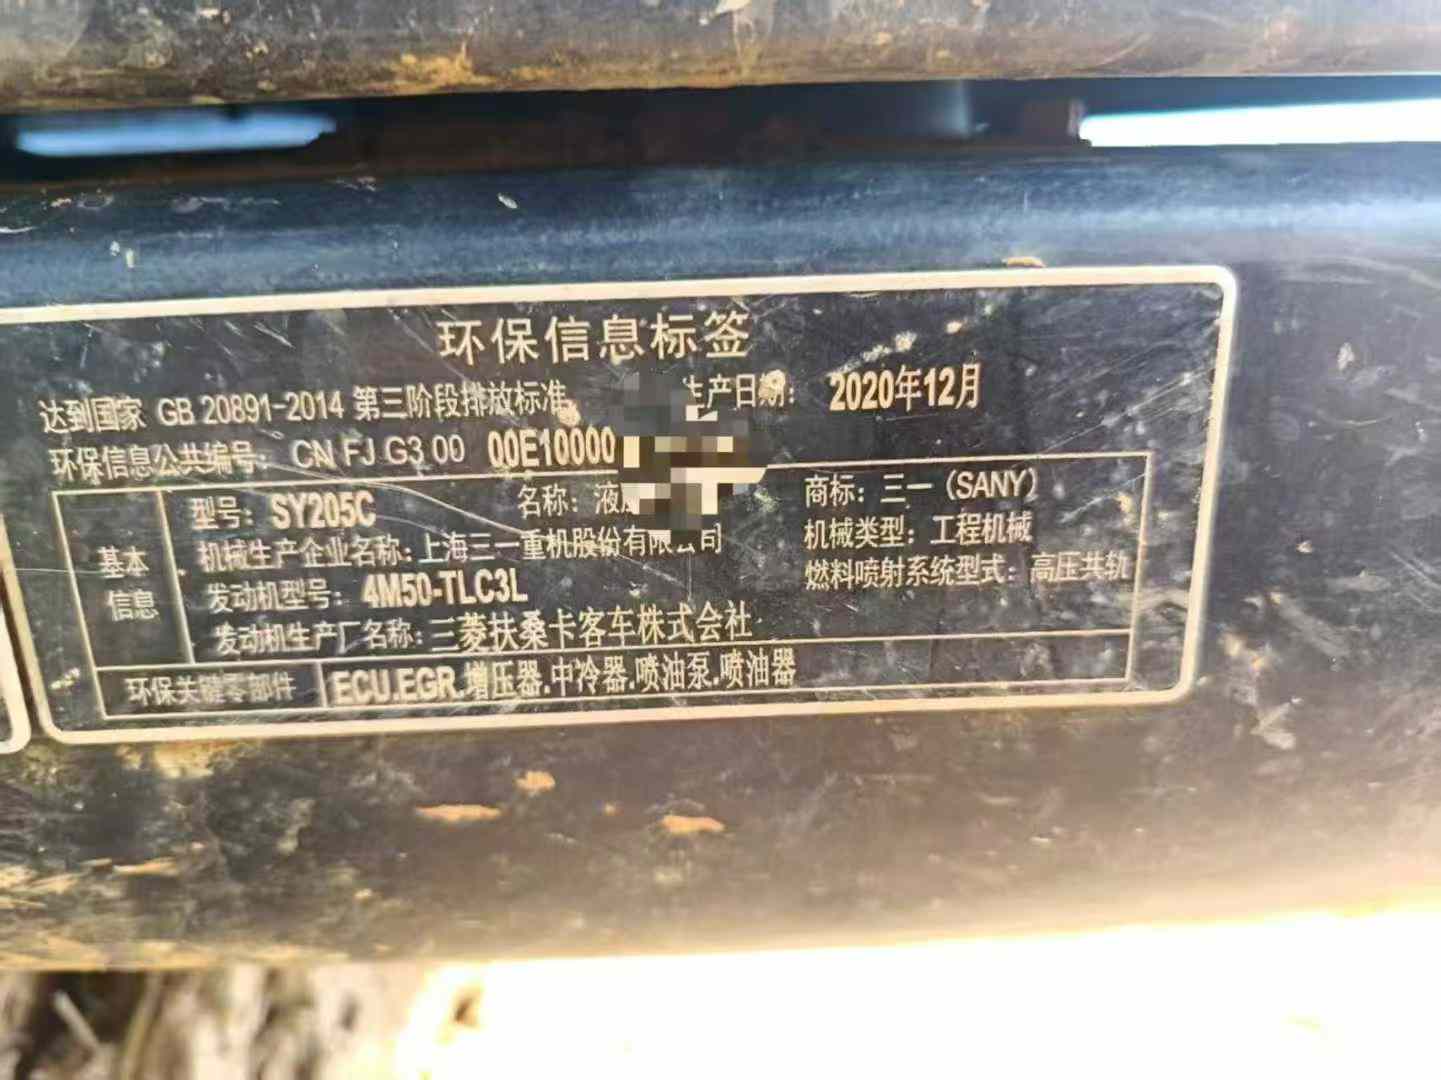 环保信息标签
达到国家 GB 20891-2014 第三阶段排放标准 生产日期: 2020年12月
环保信息公共编号: CN FJ G3 00 00E10000
基本信息
型号: SY205C 名称: 液 商标: 三一 (SANY)
机械生产企业名称: 上海三一重机股份有限公司 机械类型: 工程机械
发动机型号: 4M50-TLC3L 燃料喷射系统型式: 高压共轨
发动机生产厂名称: 三菱扶桑卡客车株式会社
环保关键零部件 ECU.EGR.增压器.中冷器.喷油泵.喷油器